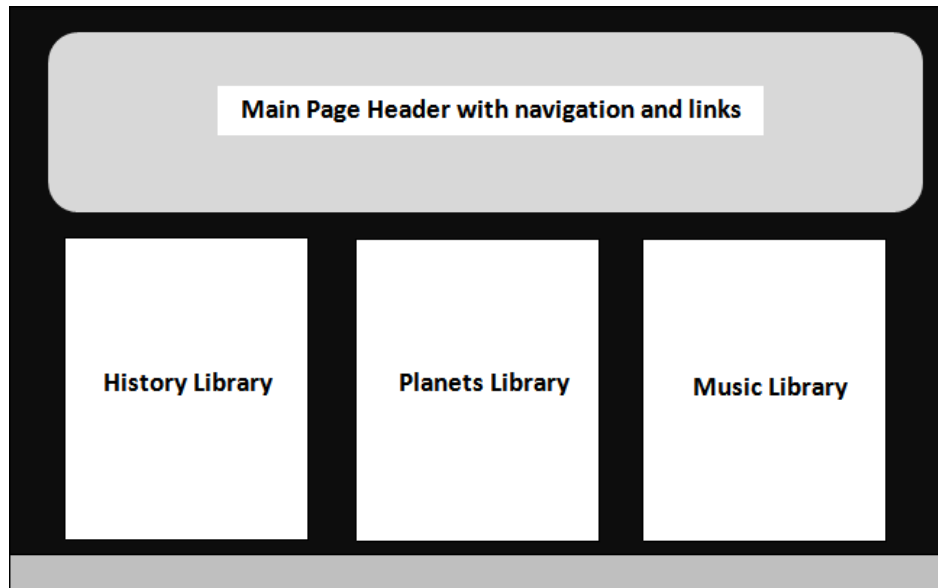 Main Page Header with navigation and links
History Library
Planets Library
Music Library